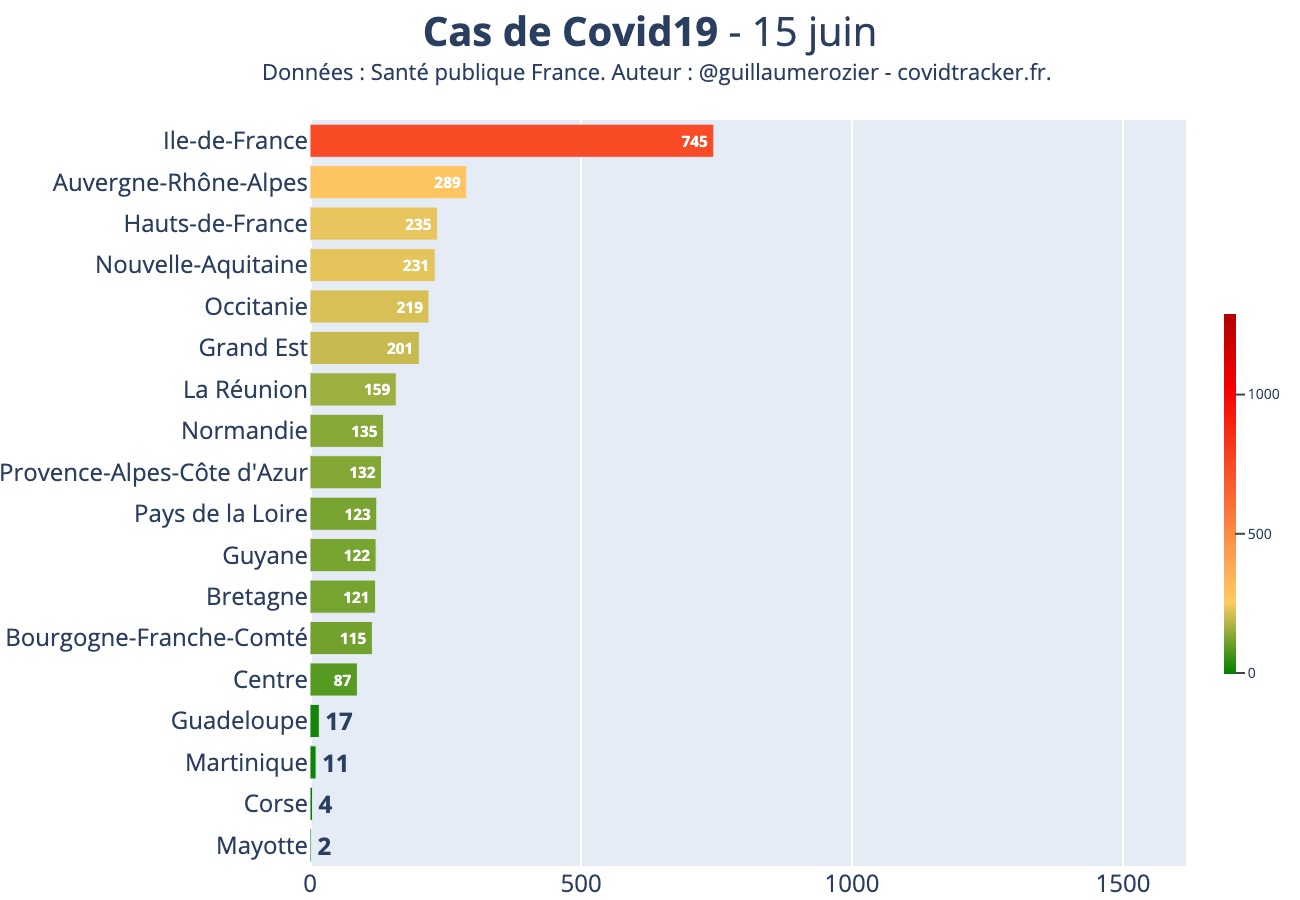 Cas de Covid19 - 15 juin
Données : Santé publique France. Auteur : @guillaumerozier - covidtracker.fr.
Ile-de-France 745
Auvergne-Rhône-Alpes 289
Hauts-de-France 235
Nouvelle-Aquitaine 231
Occitanie 219
Grand Est 201
La Réunion 159
Normandie 135
Provence-Alpes-Côte d'Azur 132
Pays de la Loire 123
Guyane 122
Bretagne 121
Bourgogne-Franche-Comté 115
Centre 87
Guadeloupe 17
Martinique 11
Corse 4
Mayotte 2
0 500 1000 1500
1000
500
0